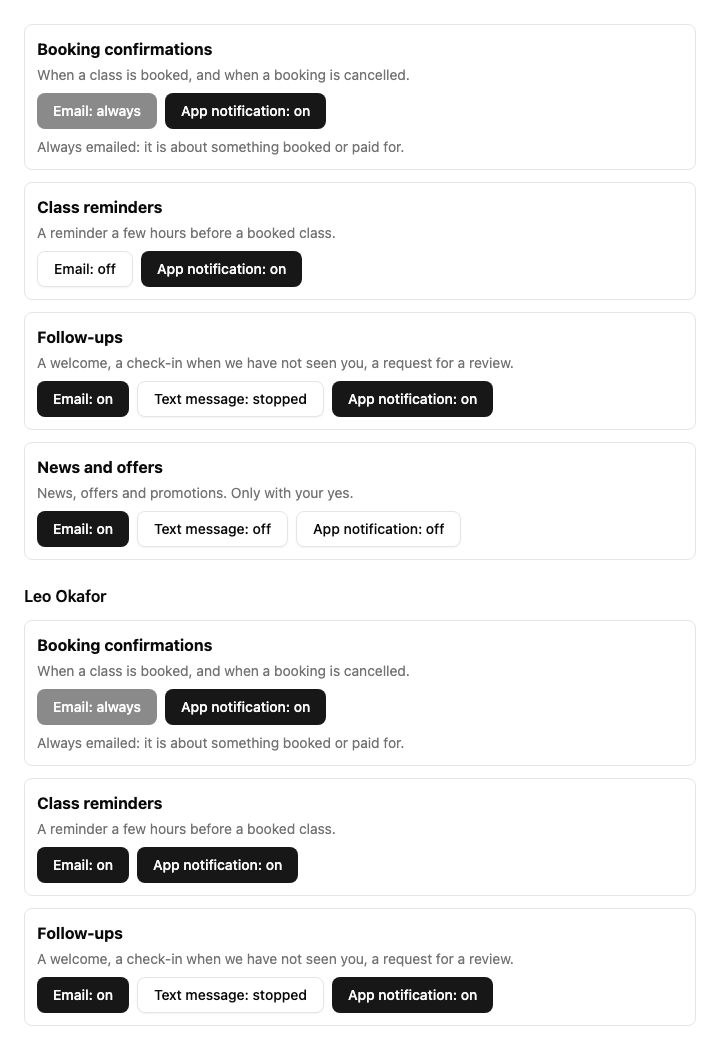 Booking confirmations
When a class is booked, and when a booking is cancelled.
Email: always App notification: on
Always emailed: it is about something booked or paid for.
Class reminders
A reminder a few hours before a booked class.
Email: off App notification: on
Follow-ups
A welcome, a check-in when we have not seen you, a request for a review.
Email: on Text message: stopped App notification: on
News and offers
News, offers and promotions. Only with your yes.
Email: on Text message: off App notification: off
Leo Okafor
Booking confirmations
When a class is booked, and when a booking is cancelled.
Email: always App notification: on
Always emailed: it is about something booked or paid for.
Class reminders
A reminder a few hours before a booked class.
Email: on App notification: on
Follow-ups
A welcome, a check-in when we have not seen you, a request for a review.
Email: on Text message: stopped App notification: on